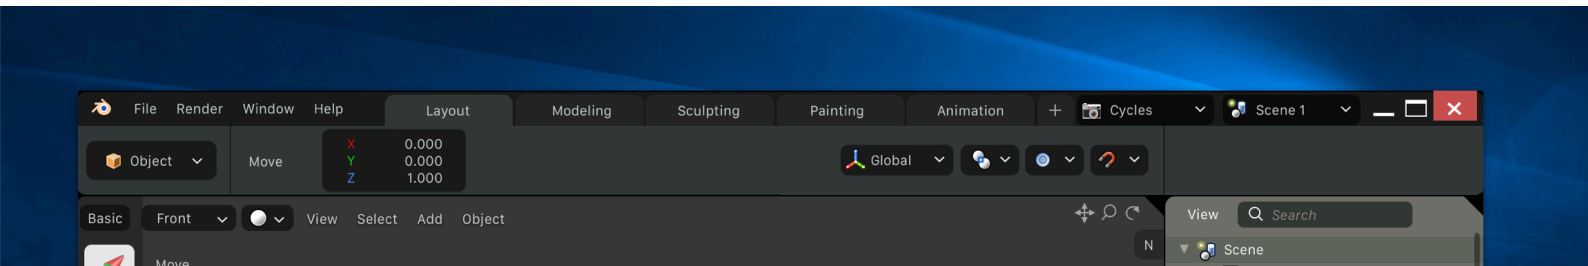 File Render Window Help Layout Modeling Sculpting Painting Animation + Cycles Scene 1
Object Move
X 0.000
Y 0.000
Z 1.000
Global
Basic Front View Select Add Object
View Search
N
Scene
Move